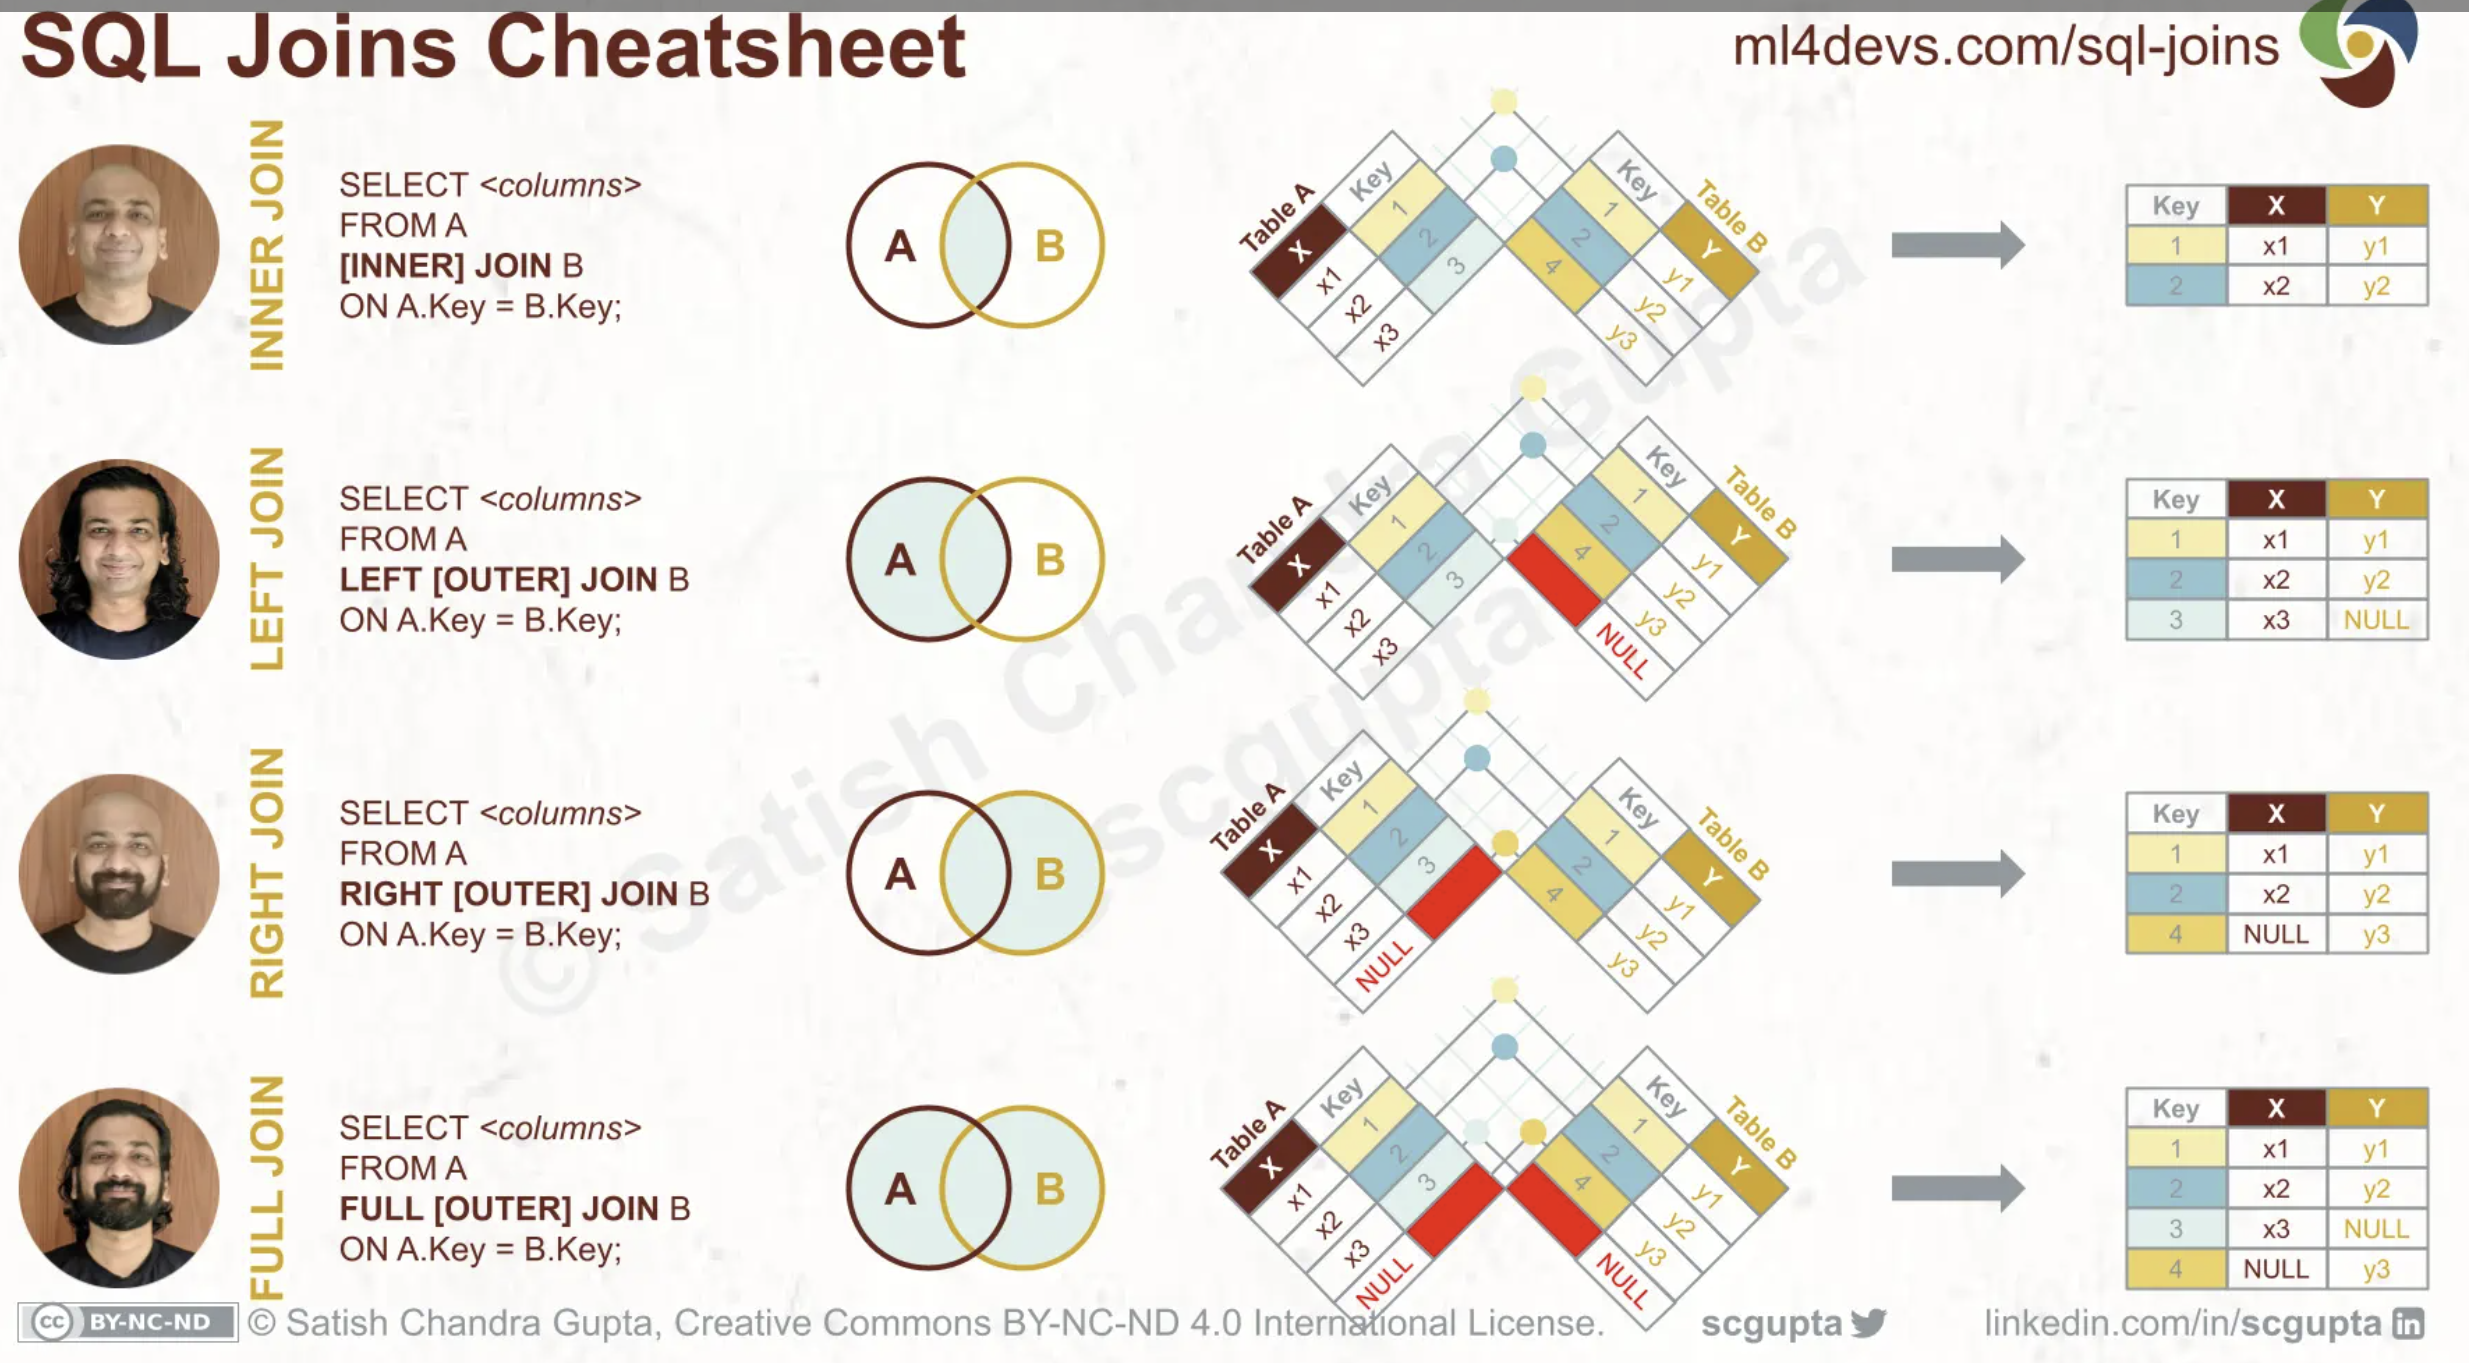 SQL Joins Cheatsheet
ml4devs.com/sql-joins
INNER JOIN
SELECT <columns>
FROM A
[INNER] JOIN B
ON A.Key = B.Key;
A B
Table A
Key
X
1
2
3
x1
x2
x3
Table B
Key
Y
1
2
4
y1
y2
y3
Key X Y
1 x1 y1
2 x2 y2
LEFT JOIN
SELECT <columns>
FROM A
LEFT [OUTER] JOIN B
ON A.Key = B.Key;
A B
Table A
Key
X
1
2
3
x1
x2
x3
Table B
Key
Y
1
2
4
y1
y2
y3
NULL
Key X Y
1 x1 y1
2 x2 y2
3 x3 NULL
RIGHT JOIN
SELECT <columns>
FROM A
RIGHT [OUTER] JOIN B
ON A.Key = B.Key;
A B
Table A
Key
X
1
2
3
x1
x2
x3
NULL
Table B
Key
Y
1
2
4
y1
y2
y3
Key X Y
1 x1 y1
2 x2 y2
4 NULL y3
FULL JOIN
SELECT <columns>
FROM A
FULL [OUTER] JOIN B
ON A.Key = B.Key;
A B
Table A
Key
X
1
2
3
x1
x2
x3
NULL
Table B
Key
Y
1
2
4
y1
y2
y3
NULL
Key X Y
1 x1 y1
2 x2 y2
3 x3 NULL
4 NULL y3
© Satish Chandra Gupta
scgupta
cc BY-NC-ND © Satish Chandra Gupta, Creative Commons BY-NC-ND 4.0 International License. scgupta linkedin.com/in/scgupta in